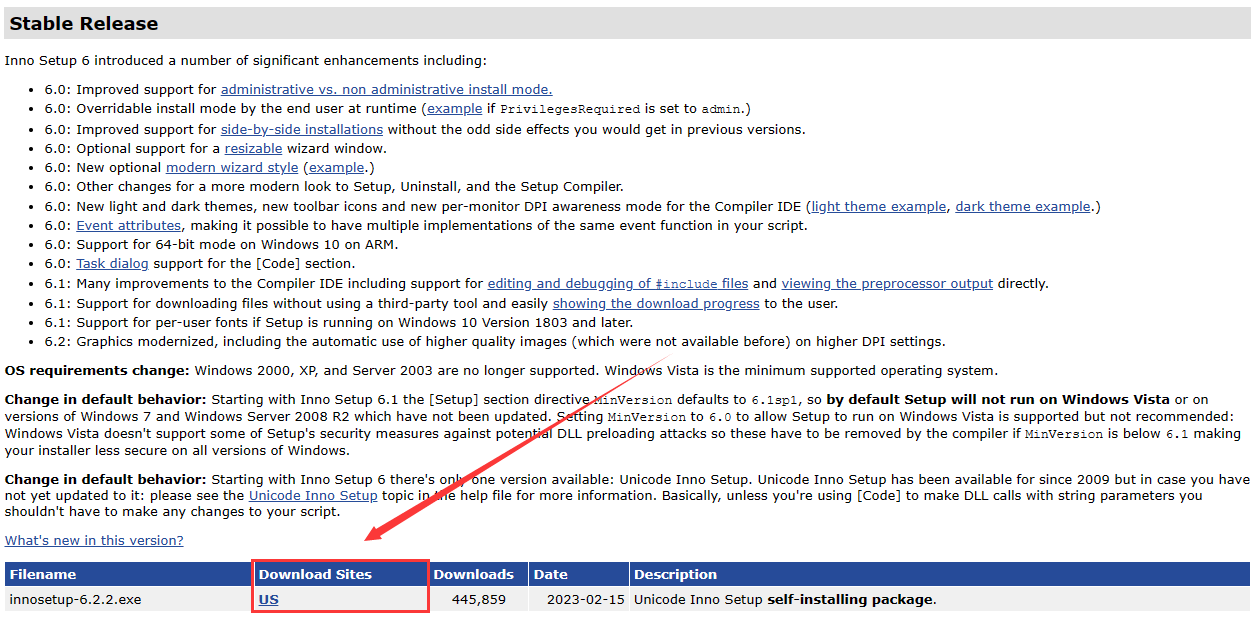 Stable Release
Inno Setup 6 introduced a number of significant enhancements including:
• 6.0: Improved support for administrative vs. non administrative install mode.
• 6.0: Overridable install mode by the end user at runtime (example if PrivilegesRequired is set to admin.)
• 6.0: Improved support for side-by-side installations without the odd side effects you would get in previous versions.
• 6.0: Optional support for a resizable wizard window.
• 6.0: New optional modern wizard style (example.)
• 6.0: Other changes for a more modern look to Setup, Uninstall, and the Setup Compiler.
• 6.0: New light and dark themes, new toolbar icons and new per-monitor DPI awareness mode for the Compiler IDE (light theme example, dark theme example.)
• 6.0: Event attributes, making it possible to have multiple implementations of the same event function in your script.
• 6.0: Support for 64-bit mode on Windows 10 on ARM.
• 6.0: Task dialog support for the [Code] section.
• 6.1: Many improvements to the Compiler IDE including support for editing and debugging of #include files and viewing the preprocessor output directly.
• 6.1: Support for downloading files without using a third-party tool and easily showing the download progress to the user.
• 6.1: Support for per-user fonts if Setup is running on Windows 10 Version 1803 and later.
• 6.2: Graphics modernized, including the automatic use of higher quality images (which were not available before) on higher DPI settings.
OS requirements change: Windows 2000, XP, and Server 2003 are no longer supported. Windows Vista is the minimum supported operating system.
Change in default behavior: Starting with Inno Setup 6.1 the [Setup] section directive MinVersion defaults to 6.1sp1, so by default Setup will not run on Windows Vista or on
versions of Windows 7 and Windows Server 2008 R2 which have not been updated. Setting MinVersion to 6.0 to allow Setup to run on Windows Vista is supported but not recommended:
Windows Vista doesn't support some of Setup's security measures against potential DLL preloading attacks so these have to be removed by the compiler if MinVersion is below 6.1 making
your installer less secure on all versions of Windows.
Change in default behavior: Starting with Inno Setup 6 there's only one version available: Unicode Inno Setup. Unicode Inno Setup has been available for since 2009 but in case you have
not yet updated to it: please see the Unicode Inno Setup topic in the help file for more information. Basically, unless you're using [Code] to make DLL calls with string parameters you
shouldn't have to make any changes to your script.
What's new in this version?
Filename Download Sites Downloads Date Description
innosetup-6.2.2.exe US 445,859 2023-02-15 Unicode Inno Setup self-installing package.